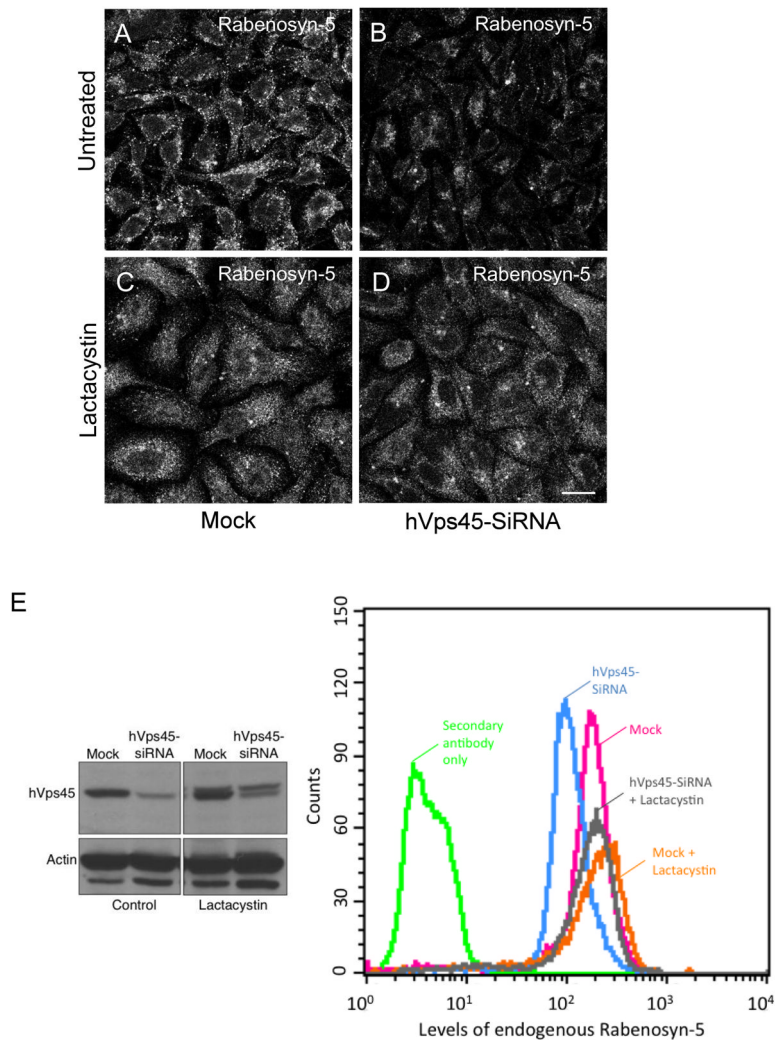 A
Rabenosyn-5
B
Rabenosyn-5
Untreated
C
Rabenosyn-5
D
Rabenosyn-5
Lactacystin
Mock
hVps45-SiRNA
E
hVps45-
siRNA
Mock
hVps45-
siRNA
Mock
hVps45
Actin
Control
Lactacystin
150
120
90
60
30
0
Counts
Secondary
antibody
only
hVps45-
SiRNA
Mock
hVps45-SiRNA
+ Lactacystin
Mock +
Lactacystin
10⁰
10¹
10²
10³
10⁴
Levels of endogenous Rabenosyn-5